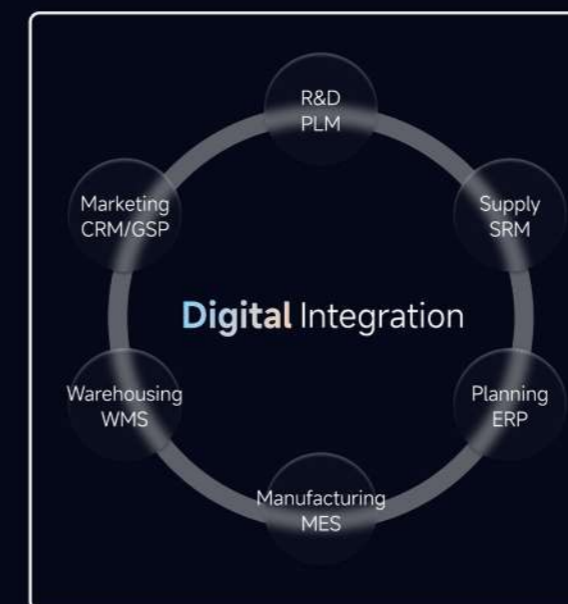 R&D
PLM
Marketing
CRM/GSP
Supply
SRM
Digital Integration
Warehousing
WMS
Planning
ERP
Manufacturing
MES